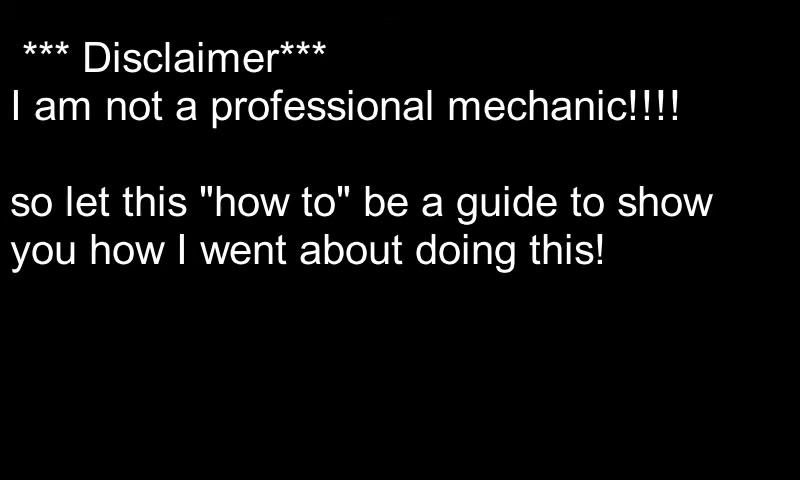 *** Disclaimer***
I am not a professional mechanic!!!!
so let this "how to" be a guide to show
you how I went about doing this!